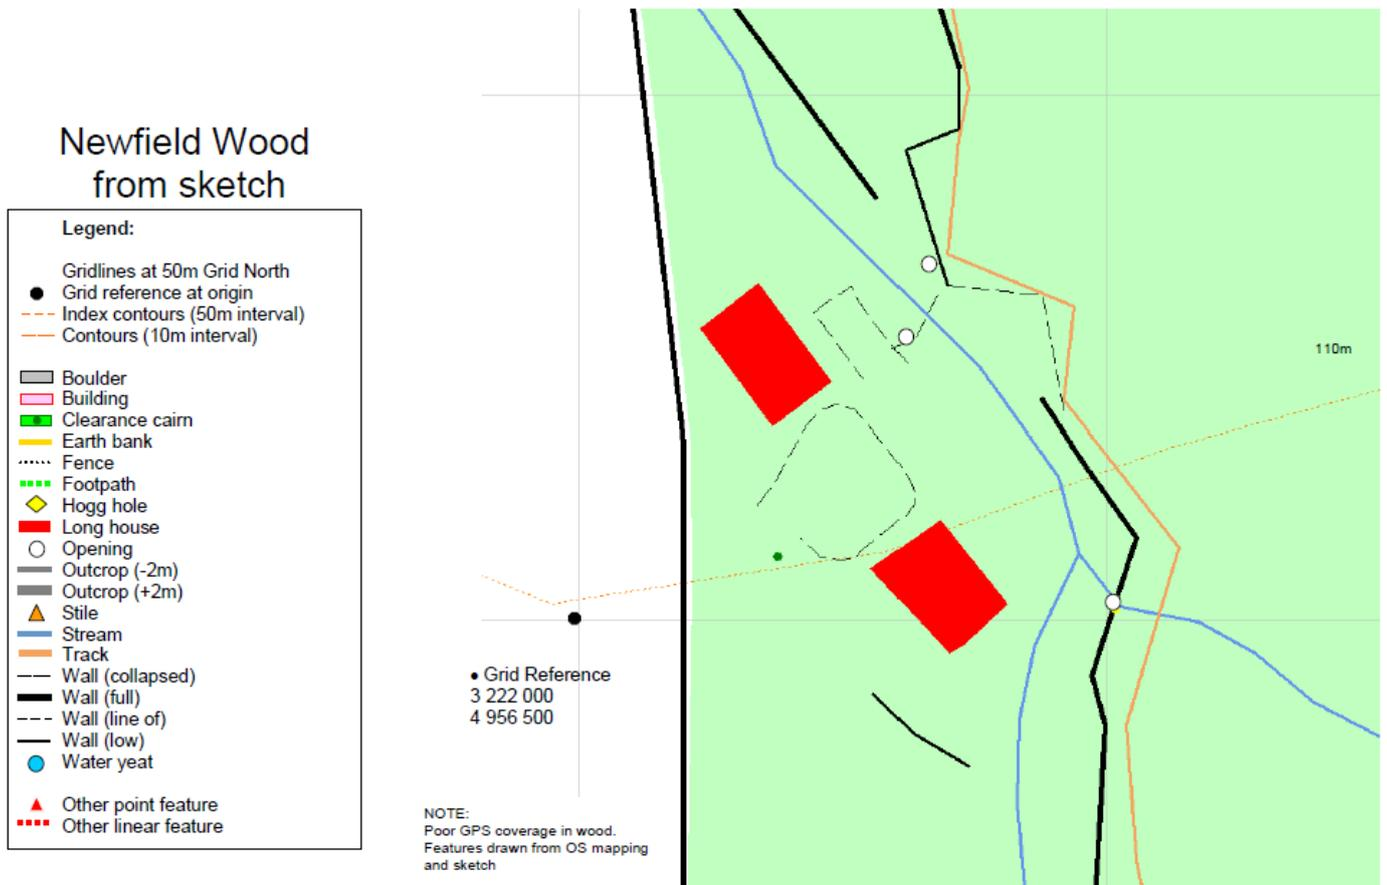 Newfield Wood
from sketch
Legend:
Gridlines at 50m Grid North
Grid reference at origin
Index contours (50m interval)
Contours (10m interval)
Boulder
Building
Clearance cairn
Earth bank
Fence
Footpath
Hogg hole
Long house
Opening
Outcrop (-2m)
Outcrop (+2m)
Stile
Stream
Track
Wall (collapsed)
Wall (full)
Wall (line of)
Wall (low)
Water yeat
Other point feature
Other linear feature
110m
• Grid Reference
3 222 000
4 956 500
NOTE:
Poor GPS coverage in wood.
Features drawn from OS mapping
and sketch